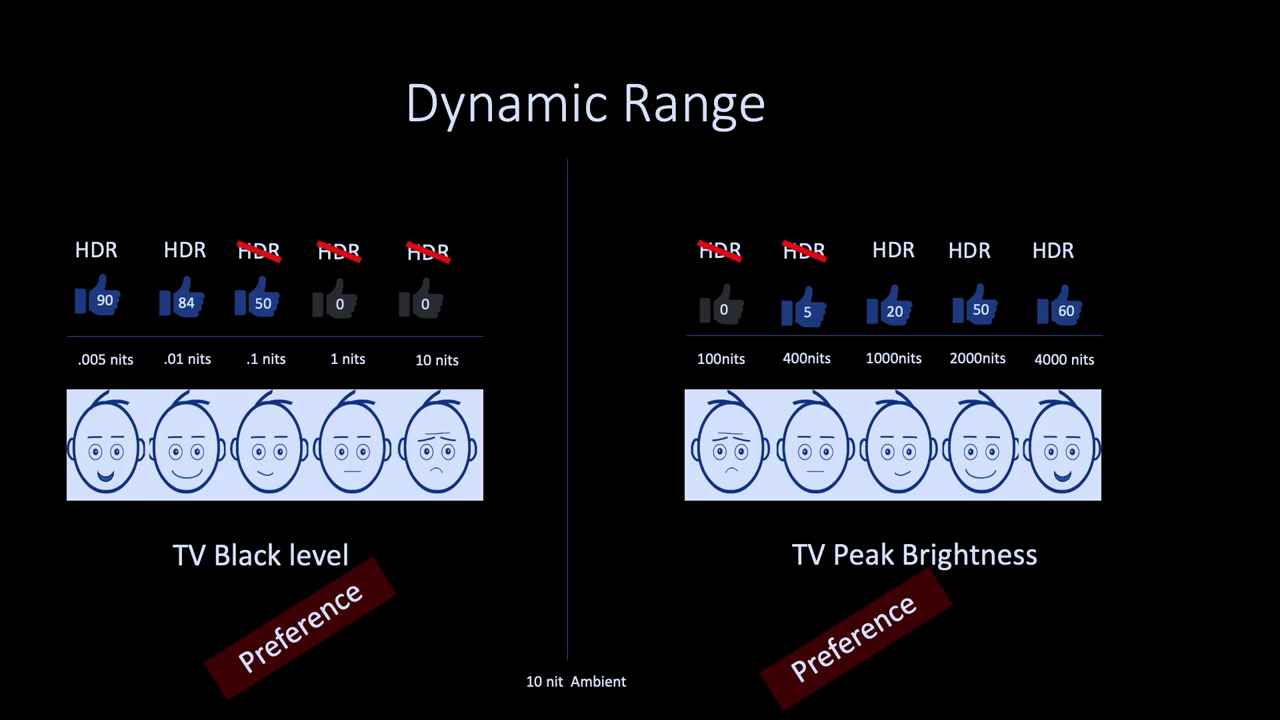 Dynamic Range
HDR HDR HDR HDR HDR
90 84 50 0 0
.005 nits .01 nits .1 nits 1 nits 10 nits
TV Black level
Preference
HDR HDR HDR HDR HDR
0 5 20 50 60
100nits 400nits 1000nits 2000nits 4000 nits
TV Peak Brightness
Preference
10 nit Ambient